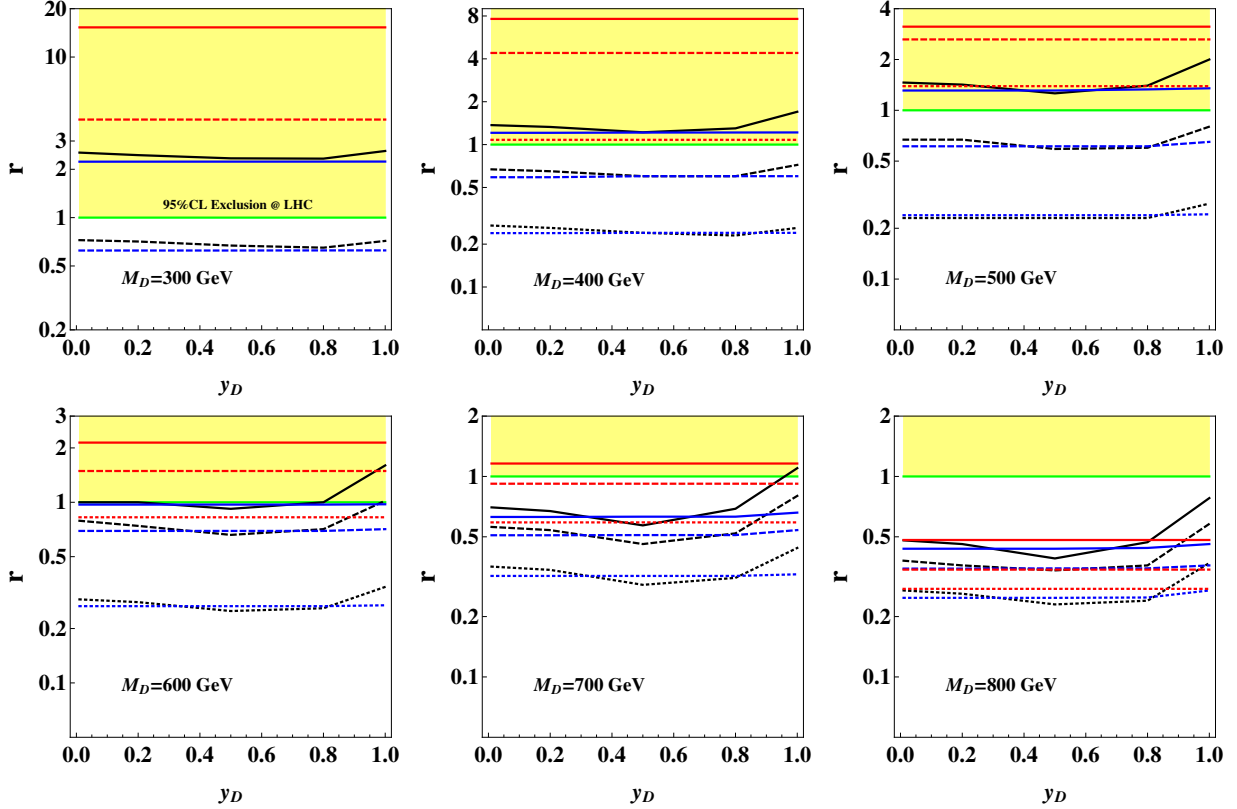 20
10
3
2
1
0.5
0.2
r
95%CL Exclusion @ LHC
M_D=300 GeV
0.0 0.2 0.4 0.6 0.8 1.0
y_D
8
4
2
1
0.5
0.2
0.1
r
M_D=400 GeV
0.0 0.2 0.4 0.6 0.8 1.0
y_D
4
2
1
0.5
0.2
0.1
r
M_D=500 GeV
0.0 0.2 0.4 0.6 0.8 1.0
y_D
3
2
1
0.5
0.2
0.1
r
M_D=600 GeV
0.0 0.2 0.4 0.6 0.8 1.0
y_D
2
1
0.5
0.2
0.1
r
M_D=700 GeV
0.0 0.2 0.4 0.6 0.8 1.0
y_D
2
1
0.5
0.2
0.1
r
M_D=800 GeV
0.0 0.2 0.4 0.6 0.8 1.0
y_D